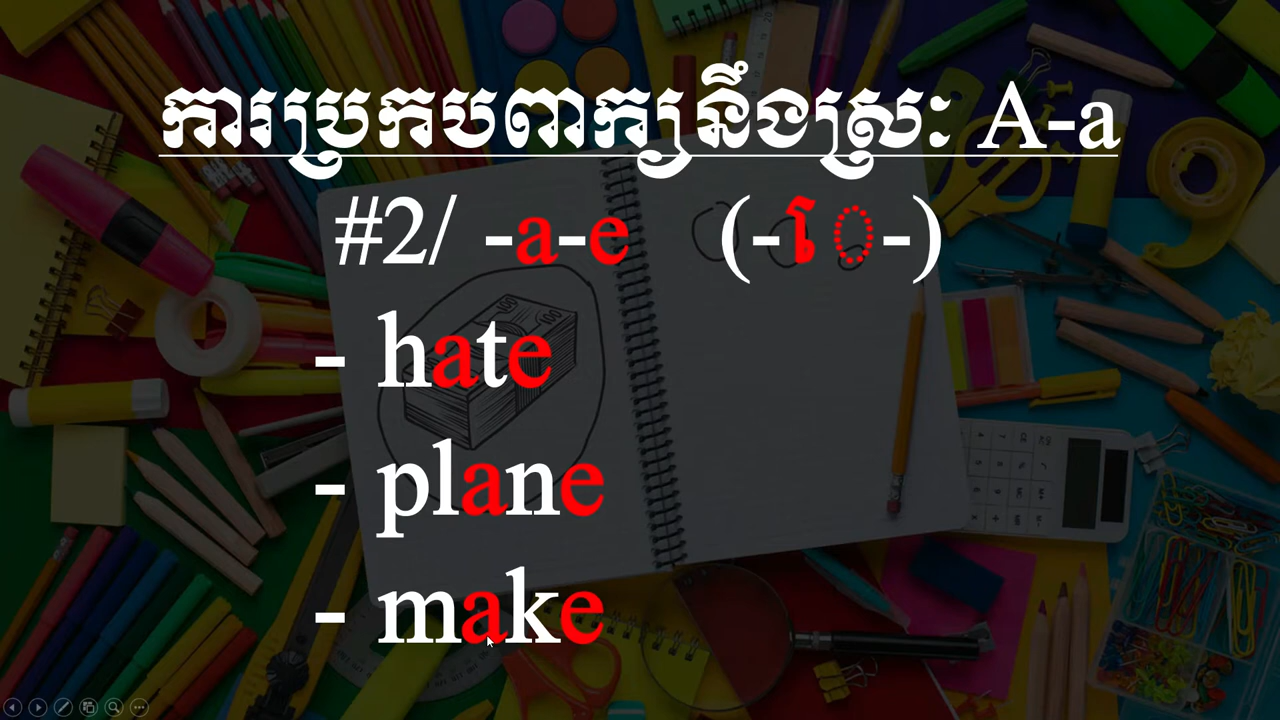 ការប្រកបពាក្យនឹងស្រៈ A-a
#2/ -a-e (-ែ-)
- hate
- plane
- make